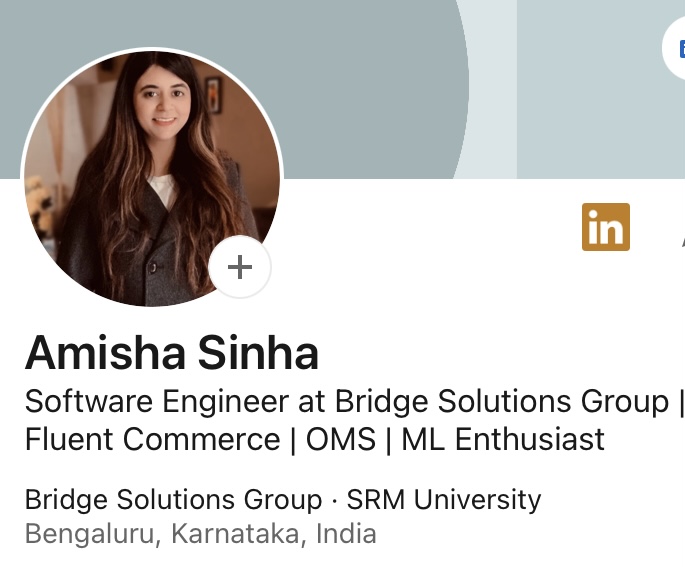 in
Amisha Sinha
Software Engineer at Bridge Solutions Group |
Fluent Commerce | OMS | ML Enthusiast
Bridge Solutions Group · SRM University
Bengaluru, Karnataka, India